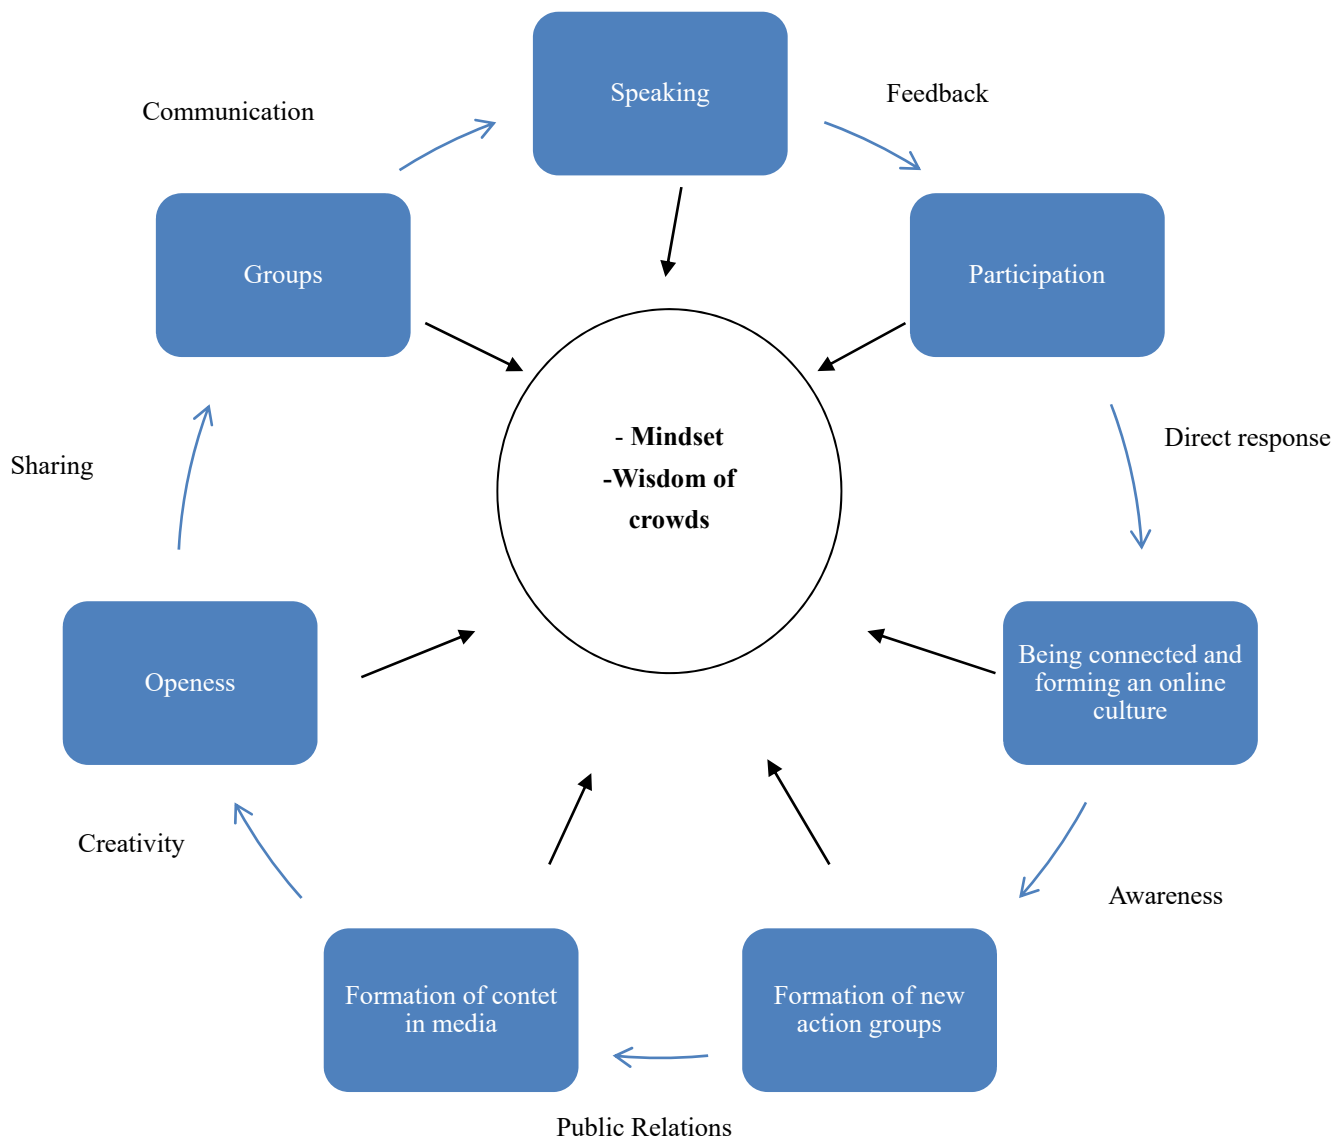 Speaking
Feedback
Communication
Groups
Participation
- Mindset
-Wisdom of
crowds
Direct response
Sharing
Being connected and
forming an online
culture
Openess
Creativity
Awareness
Formation of contet
in media
Formation of new
action groups
Public Relations